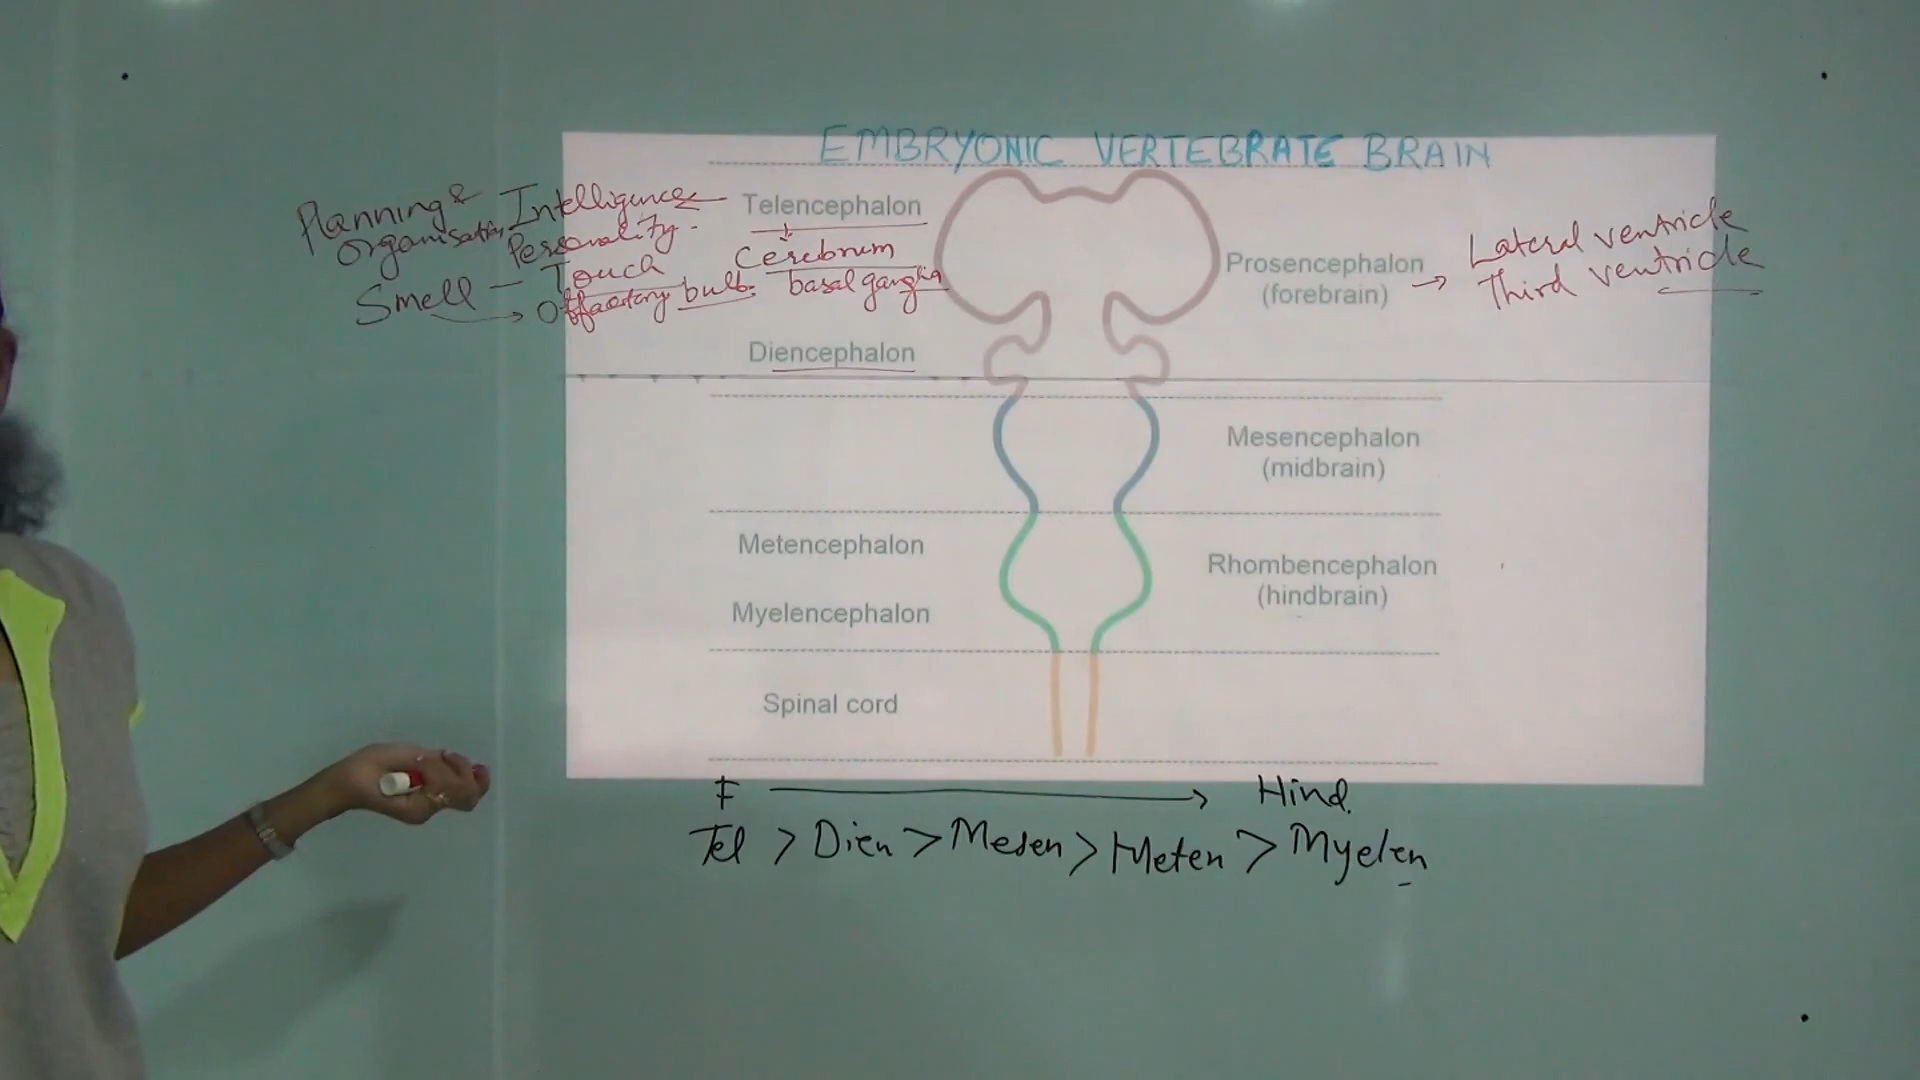 EMBRYONIC VERTEBRATE BRAIN
Planning &
organisation
Intelligence
Personality.
Touch
Smell
Offactory bulb.
Telencephalon
Cerebrum
basal ganglia
Prosencephalon
(forebrain)
Lateral ventricle
Third ventricle
Diencephalon
Mesencephalon
(midbrain)
Metencephalon
Rhombencephalon
(hindbrain)
Myelencephalon
Spinal cord
F → Hind.
Tel > Dien > Mesen > Meten > Myelen